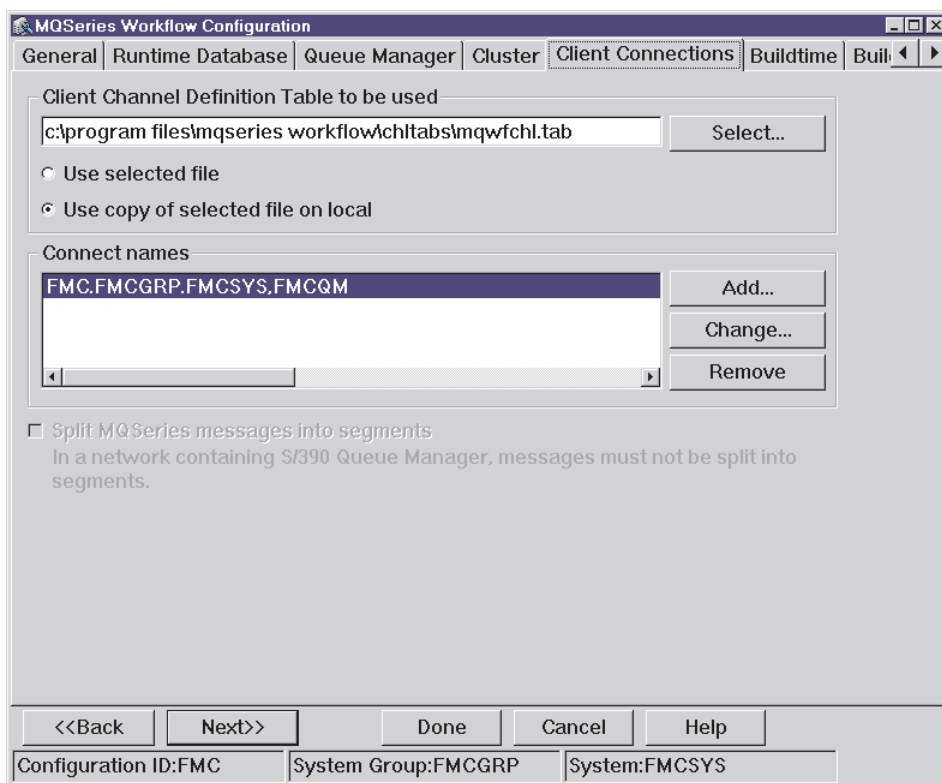 MQSeries Workflow Configuration
General Runtime Database Queue Manager Cluster Client Connections Buildtime Buil
Client Channel Definition Table to be used
c:\program files\mqseries workflow\chltabs\mqwfchl.tab Select...
Use selected file
Use copy of selected file on local
Connect names
FMC.FMCGRP.FMCSYS,FMCQM Add...
Change...
Remove
Split MQSeries messages into segments
In a network containing S/390 Queue Manager, messages must not be split into
segments.
<<Back Next>> Done Cancel Help
Configuration ID:FMC System Group:FMCGRP System:FMCSYS